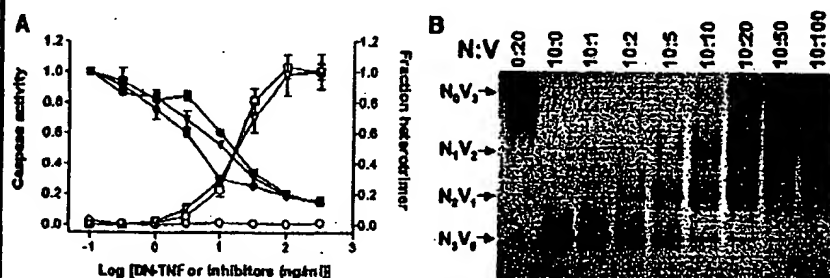 A
Caspase activity
1.2
1.0
0.8
0.6
0.4
0.2
0.0
-1
0
1
2
3
Log [DN-TNF or Inhibitors (ng/ml)]
1.2
1.0
0.8
0.6
0.4
0.2
0.0
Fraction heterotrimer
B
N:V
0:20
10:0
10:1
10:2
10:5
10:10
10:20
10:50
10:100
N₀V₃
N₁V₂
N₂V₁
N₃V₀